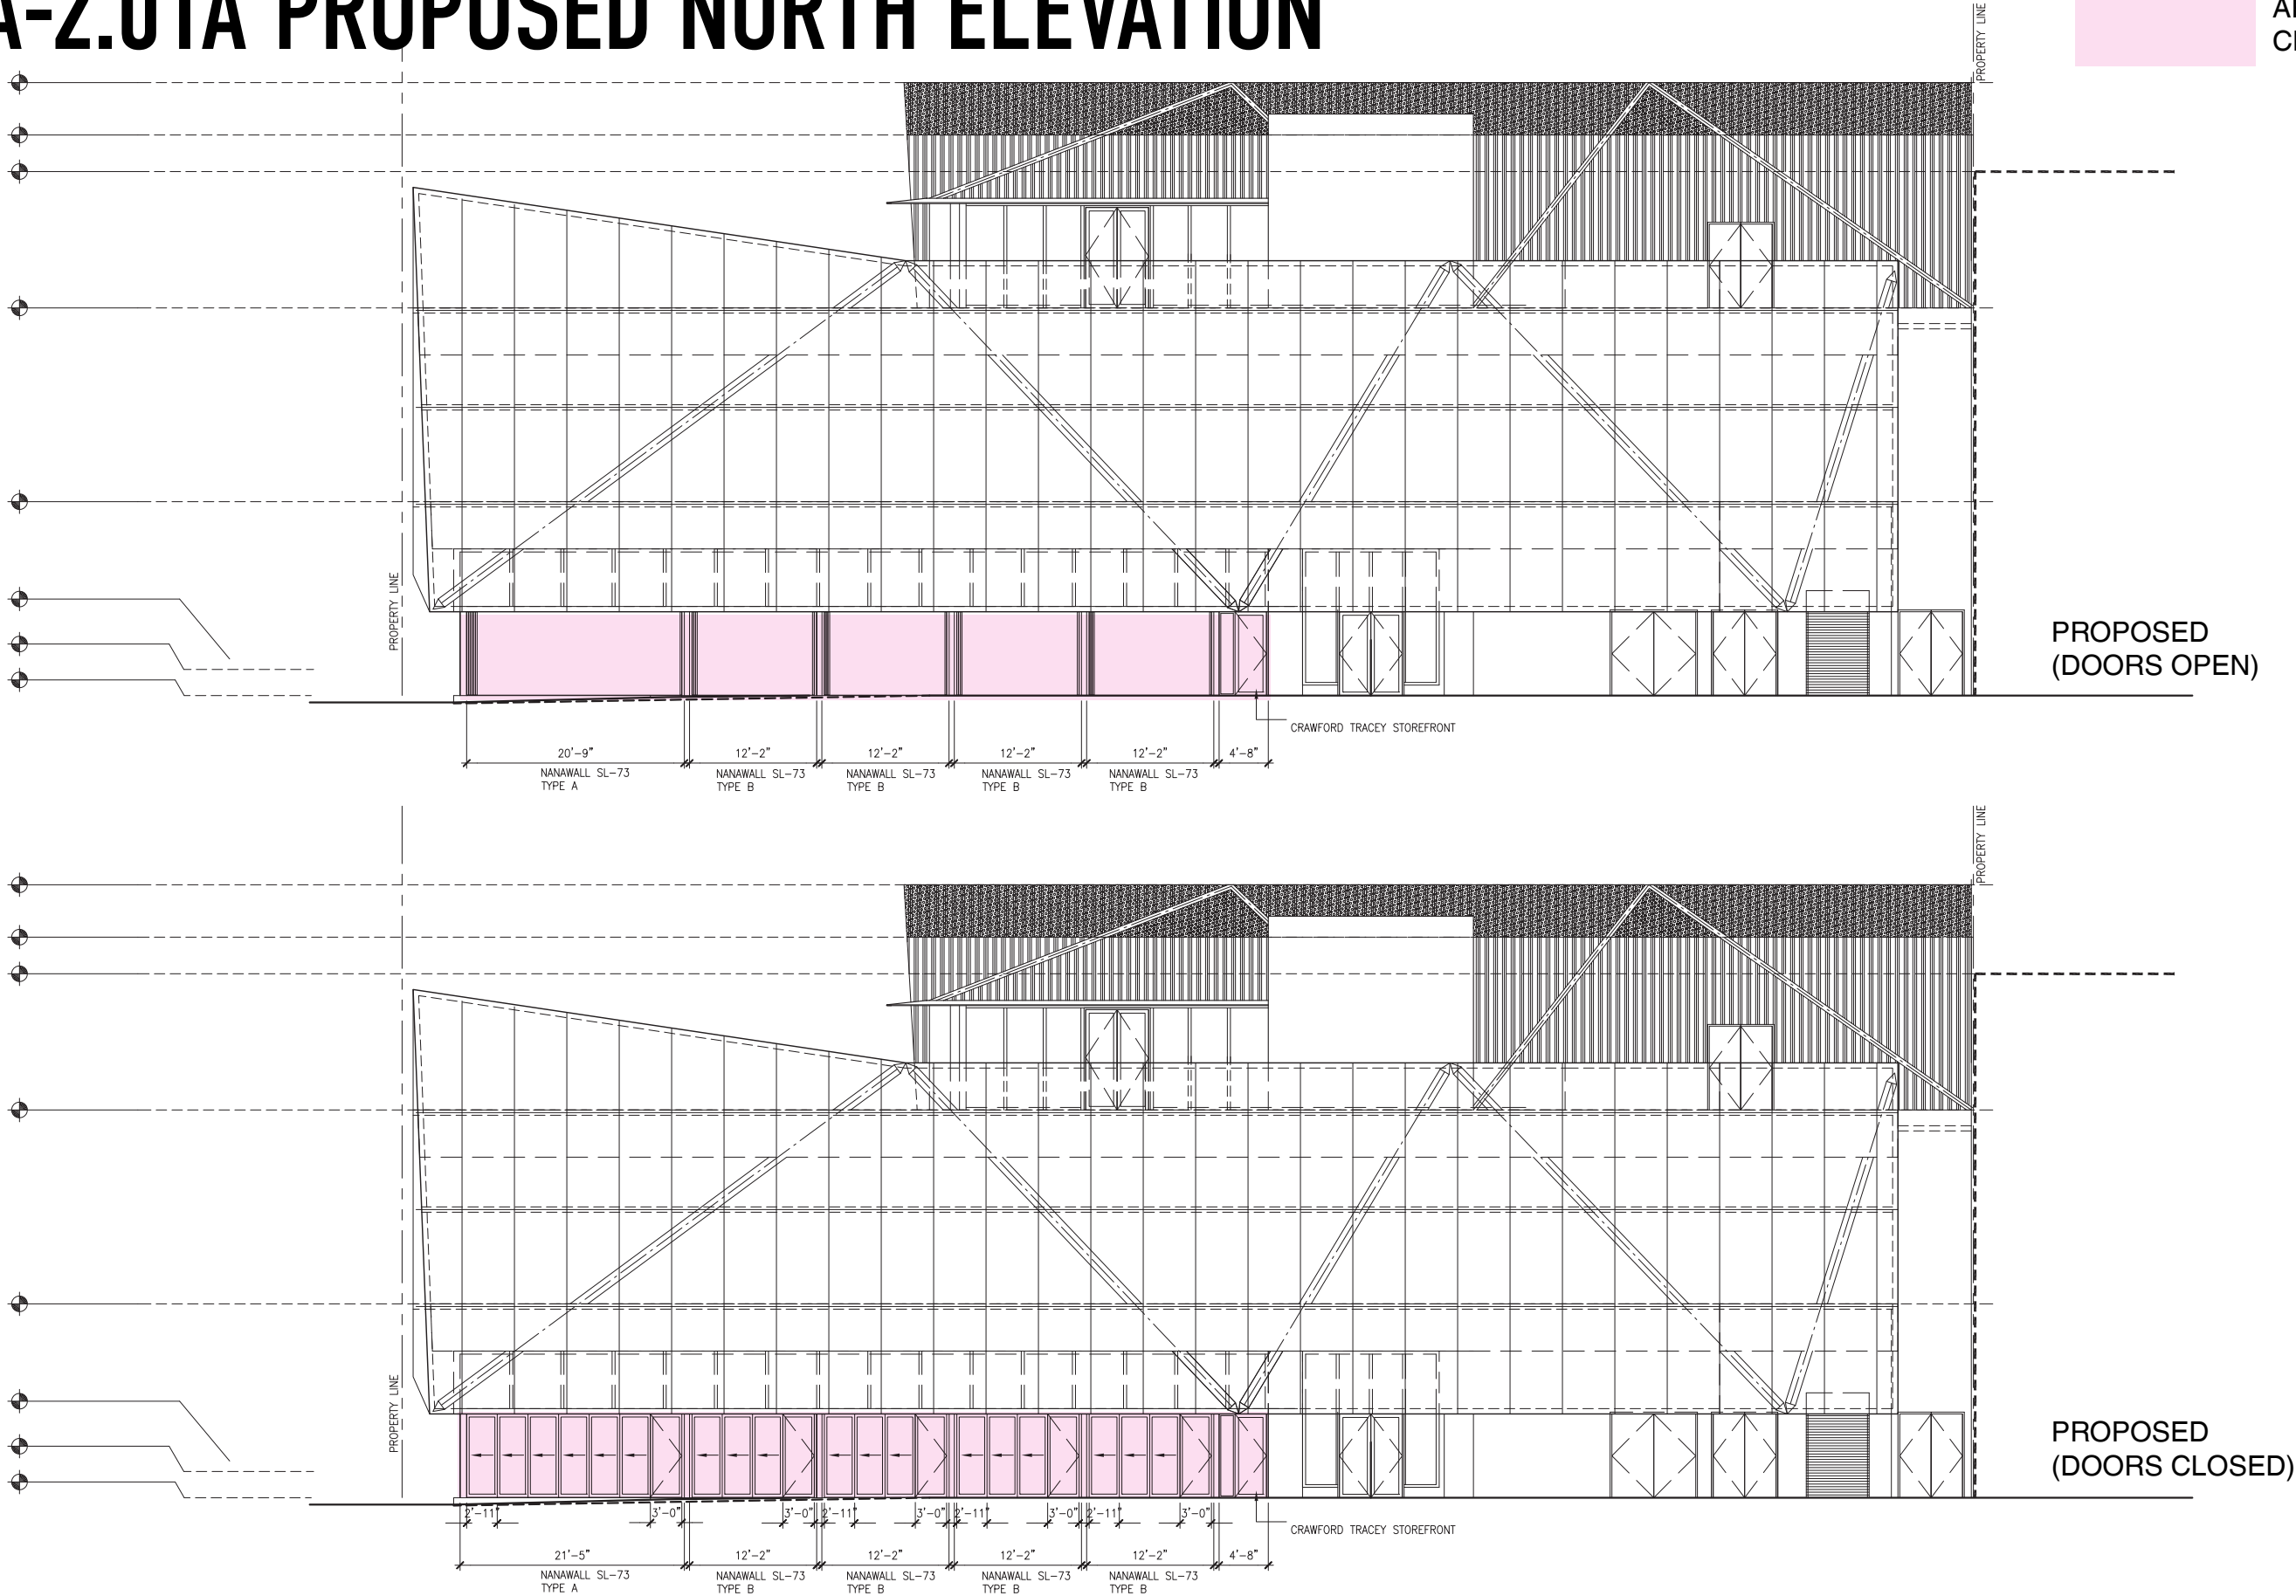 A-2.01A PROPOSED NORTH ELEVATION
PROPERTY LINE
PROPERTY LINE
PROPOSED
(DOORS OPEN)
CRAWFORD TRACEY STOREFRONT
20'-9" 12'-2" 12'-2" 12'-2" 12'-2" 4'-8"
NANAWALL SL-73 NANAWALL SL-73 NANAWALL SL-73 NANAWALL SL-73 NANAWALL SL-73
TYPE A TYPE B TYPE B TYPE B TYPE B
PROPERTY LINE
PROPERTY LINE
PROPOSED
(DOORS CLOSED)
2'-11" 3'-0" 3'-0" 2'-11" 3'-0" 2'-11" 3'-0" 2'-11" 3'-0"
CRAWFORD TRACEY STOREFRONT
21'-5" 12'-2" 12'-2" 12'-2" 12'-2" 4'-8"
NANAWALL SL-73 NANAWALL SL-73 NANAWALL SL-73 NANAWALL SL-73 NANAWALL SL-73
TYPE A TYPE B TYPE B TYPE B TYPE B